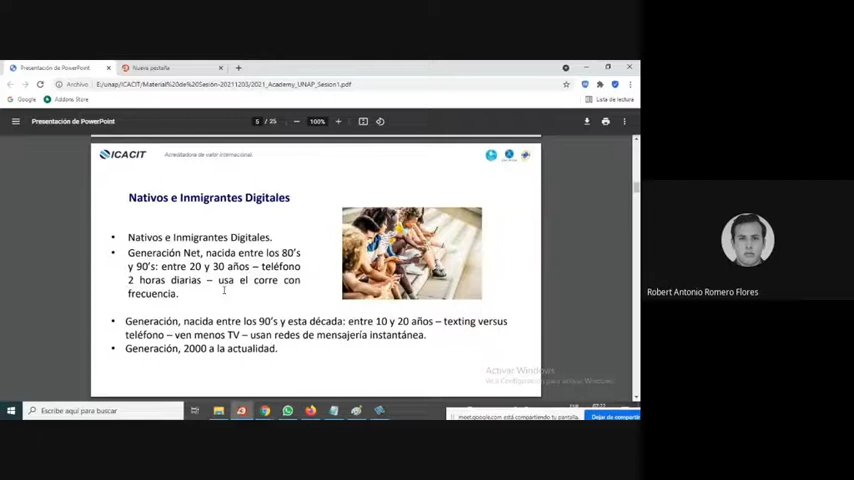 Presentación de PowerPoint
Nueva pestaña
Archivo
E:/unap/ICACIT/Material%20de%20Sesión-20211203/2021_Academy_UNAP_Sesion1.pdf
Google
Addons Store
Lista de lectura
Presentación de PowerPoint
5 / 25
100%
ICACIT
Acreditadora de valor internacional.
Nativos e Inmigrantes Digitales
• Nativos e Inmigrantes Digitales.
• Generación Net, nacida entre los 80’s
y 90’s: entre 20 y 30 años – teléfono
2 horas diarias – usa el corre con
frecuencia.
Generación, nacida entre los 90’s y esta década: entre 10 y 20 años – texting versus
teléfono – ven menos TV – usan redes de mensajería instantánea.
• Generación, 2000 a la actualidad.
Activar Windows
Ve a Configuración para activar Windows.
Robert Antonio Romero Flores
Escribe aquí para buscar
meet.google.com está compartiendo tu pantalla.
Dejar de compartir